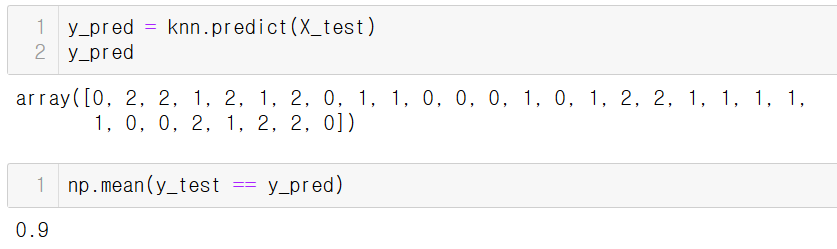 1 y_pred = knn.predict(X_test)
2 y_pred
array([0, 2, 2, 1, 2, 1, 2, 0, 1, 1, 0, 0, 0, 1, 0, 1, 2, 2, 1, 1, 1, 1,
1, 0, 0, 2, 1, 2, 2, 0])
1 np.mean(y_test == y_pred)
0.9